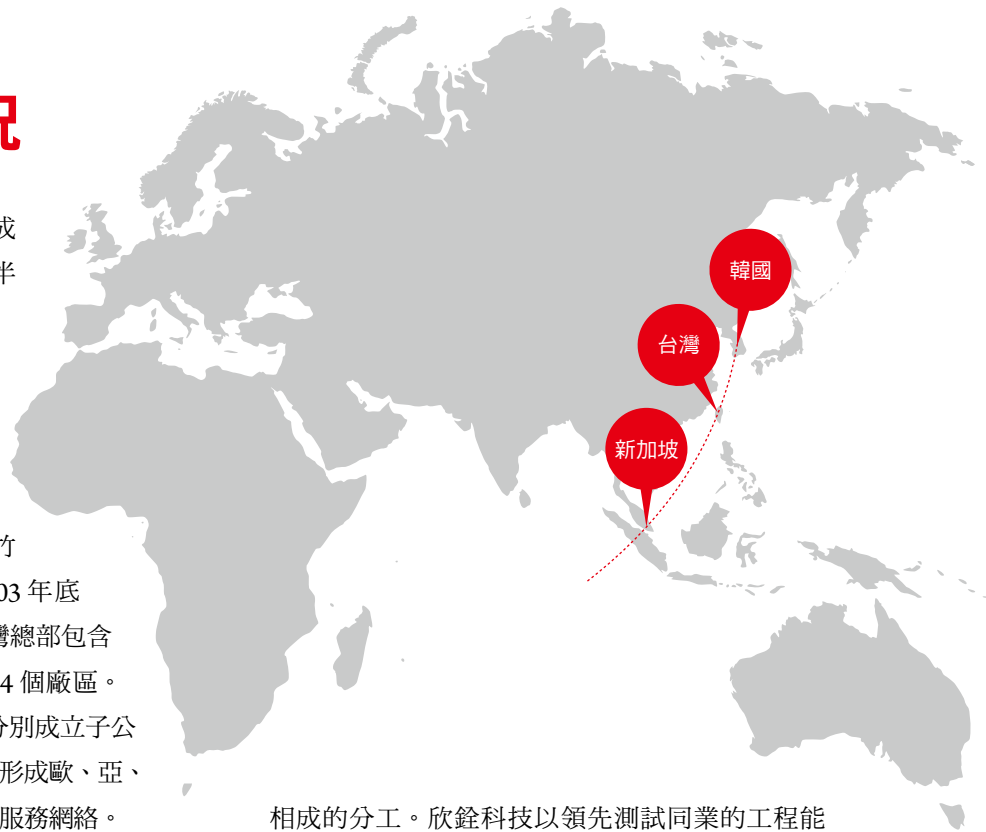 況
成
半
竹
03 年底
灣總部包含
4 個廠區。
分別成立子公
形成歐、亞、
服務網絡。
韓國
台灣
新加坡
相成的分工。欣銓科技以領先測試同業的工程能